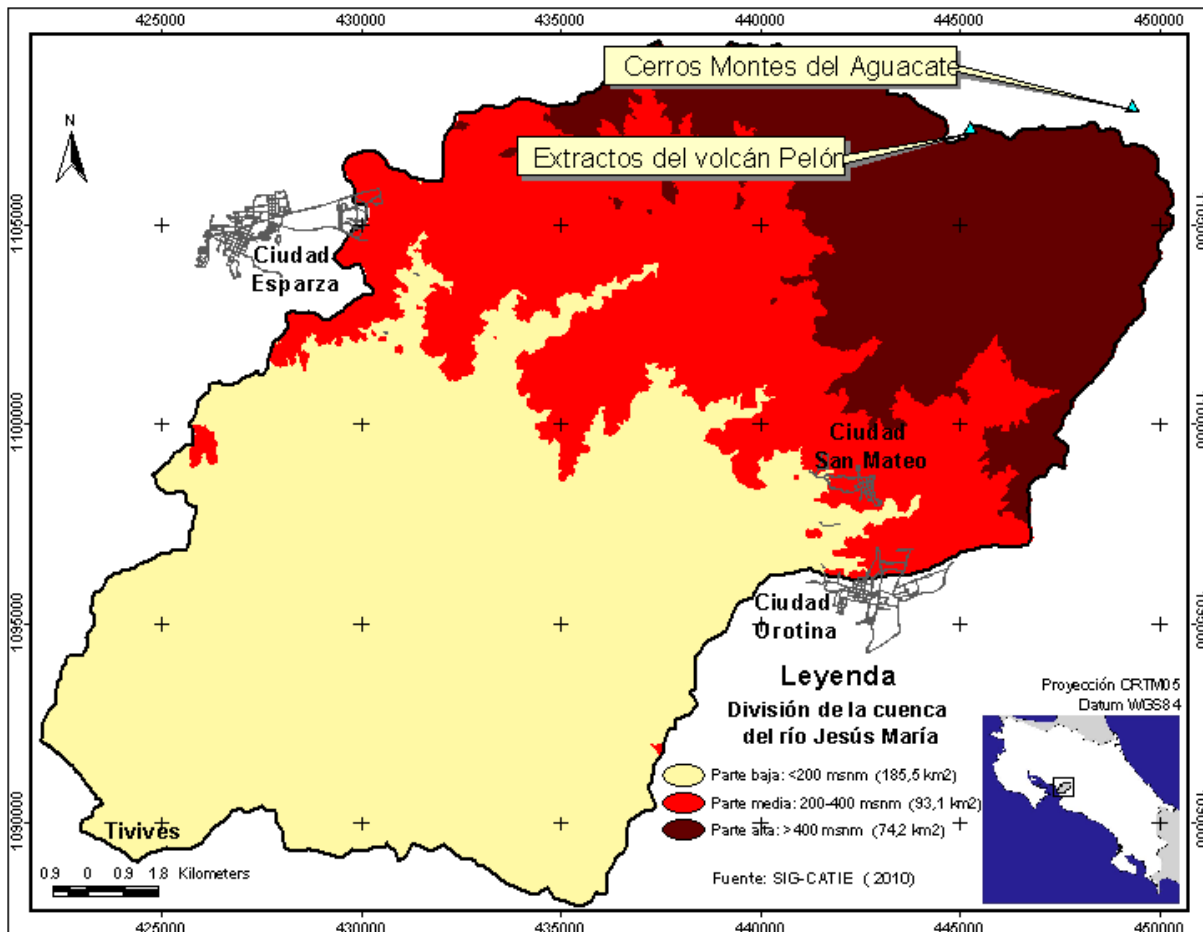 425000 430000 435000 440000 445000 450000
Cerros Montes del Aguacate
Extractos del volcán Pelón
N
1105000 1105000
Ciudad
Esparza
1100000 1100000
Ciudad
San Mateo
1095000 1095000
Ciudad
Orotina
Leyenda
División de la cuenca
del río Jesús María
Parte baja: <200 msnm (185,5 km2)
Parte media: 200-400 msnm (93,1 km2)
Parte alta: >400 msnm (74,2 km2)
Fuente: SIG-CATIE ( 2010)
Proyección CRTM05
Datum WGS84
1090000 1090000
Tivives
0.9 0 0.9 1.8 Kilometers
425000 430000 435000 440000 445000 450000